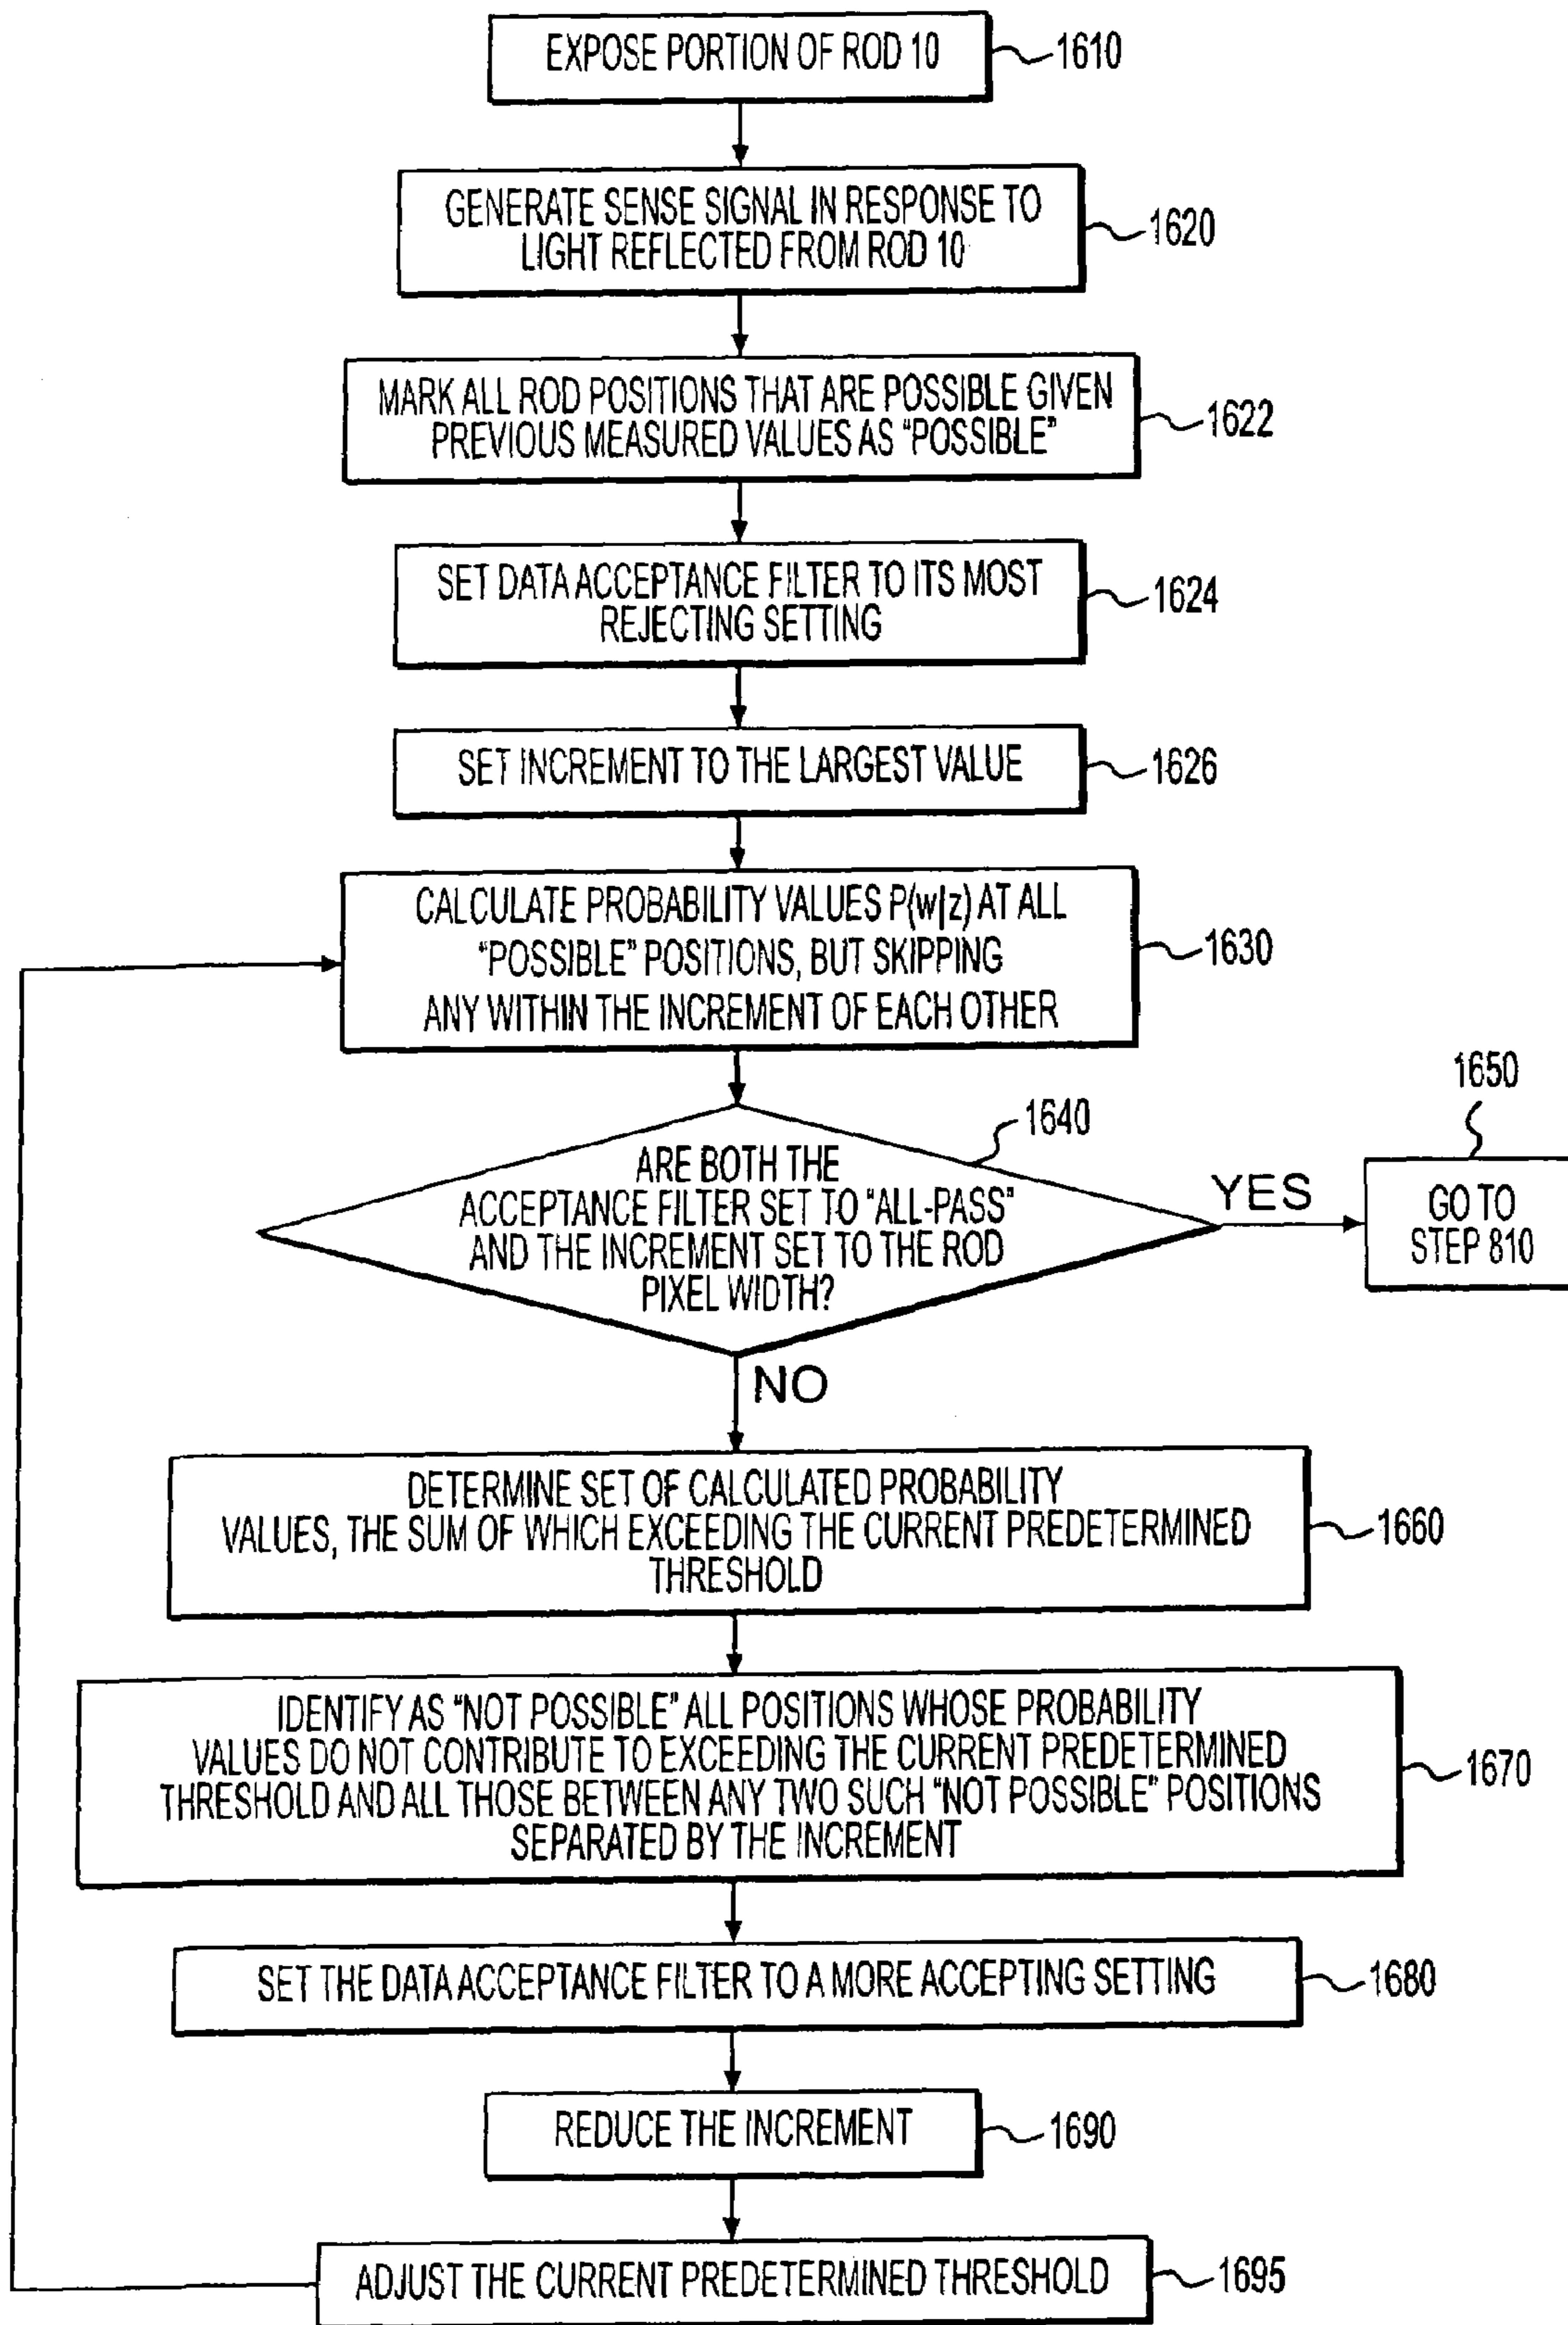 EXPOSE PORTION OF ROD 10
1610
GENERATE SENSE SIGNAL IN RESPONSE TO
LIGHT REFLECTED FROM ROD 10
1620
MARK ALL ROD POSITIONS THAT ARE POSSIBLE GIVEN
PREVIOUS MEASURED VALUES AS "POSSIBLE"
1622
SET DATA ACCEPTANCE FILTER TO ITS MOST
REJECTING SETTING
1624
SET INCREMENT TO THE LARGEST VALUE
1626
CALCULATE PROBABILITY VALUES P(w|z) AT ALL
"POSSIBLE" POSITIONS, BUT SKIPPING
ANY WITHIN THE INCREMENT OF EACH OTHER
1630
1640
ARE BOTH THE
ACCEPTANCE FILTER SET TO "ALL-PASS"
AND THE INCREMENT SET TO THE ROD
PIXEL WIDTH?
YES
1650
GO TO
STEP 810
NO
DETERMINE SET OF CALCULATED PROBABILITY
VALUES, THE SUM OF WHICH EXCEEDING THE CURRENT PREDETERMINED
THRESHOLD
1660
IDENTIFY AS "NOT POSSIBLE" ALL POSITIONS WHOSE PROBABILITY
VALUES DO NOT CONTRIBUTE TO EXCEEDING THE CURRENT PREDETERMINED
THRESHOLD AND ALL THOSE BETWEEN ANY TWO SUCH "NOT POSSIBLE" POSITIONS
SEPARATED BY THE INCREMENT
1670
SET THE DATA ACCEPTANCE FILTER TO A MORE ACCEPTING SETTING
1680
REDUCE THE INCREMENT
1690
ADJUST THE CURRENT PREDETERMINED THRESHOLD
1695